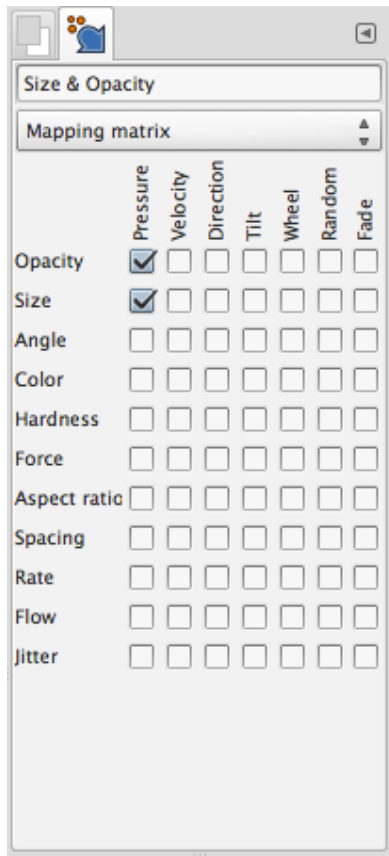 Size & Opacity
Mapping matrix
Pressure Velocity Direction Tilt Wheel Random Fade
Opacity
Size
Angle
Color
Hardness
Force
Aspect ratio
Spacing
Rate
Flow
Jitter